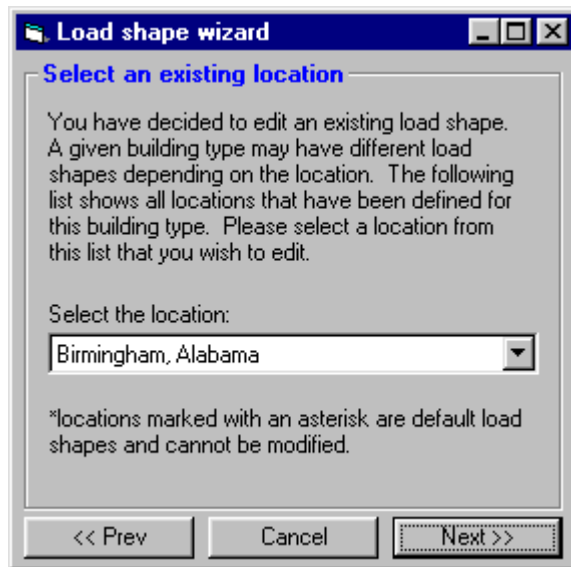 Load shape wizard
Select an existing location
You have decided to edit an existing load shape.
A given building type may have different load
shapes depending on the location. The following
list shows all locations that have been defined for
this building type. Please select a location from
this list that you wish to edit.
Select the location:
Birmingham, Alabama
*locations marked with an asterisk are default load
shapes and cannot be modified.
<< Prev
Cancel
Next >>